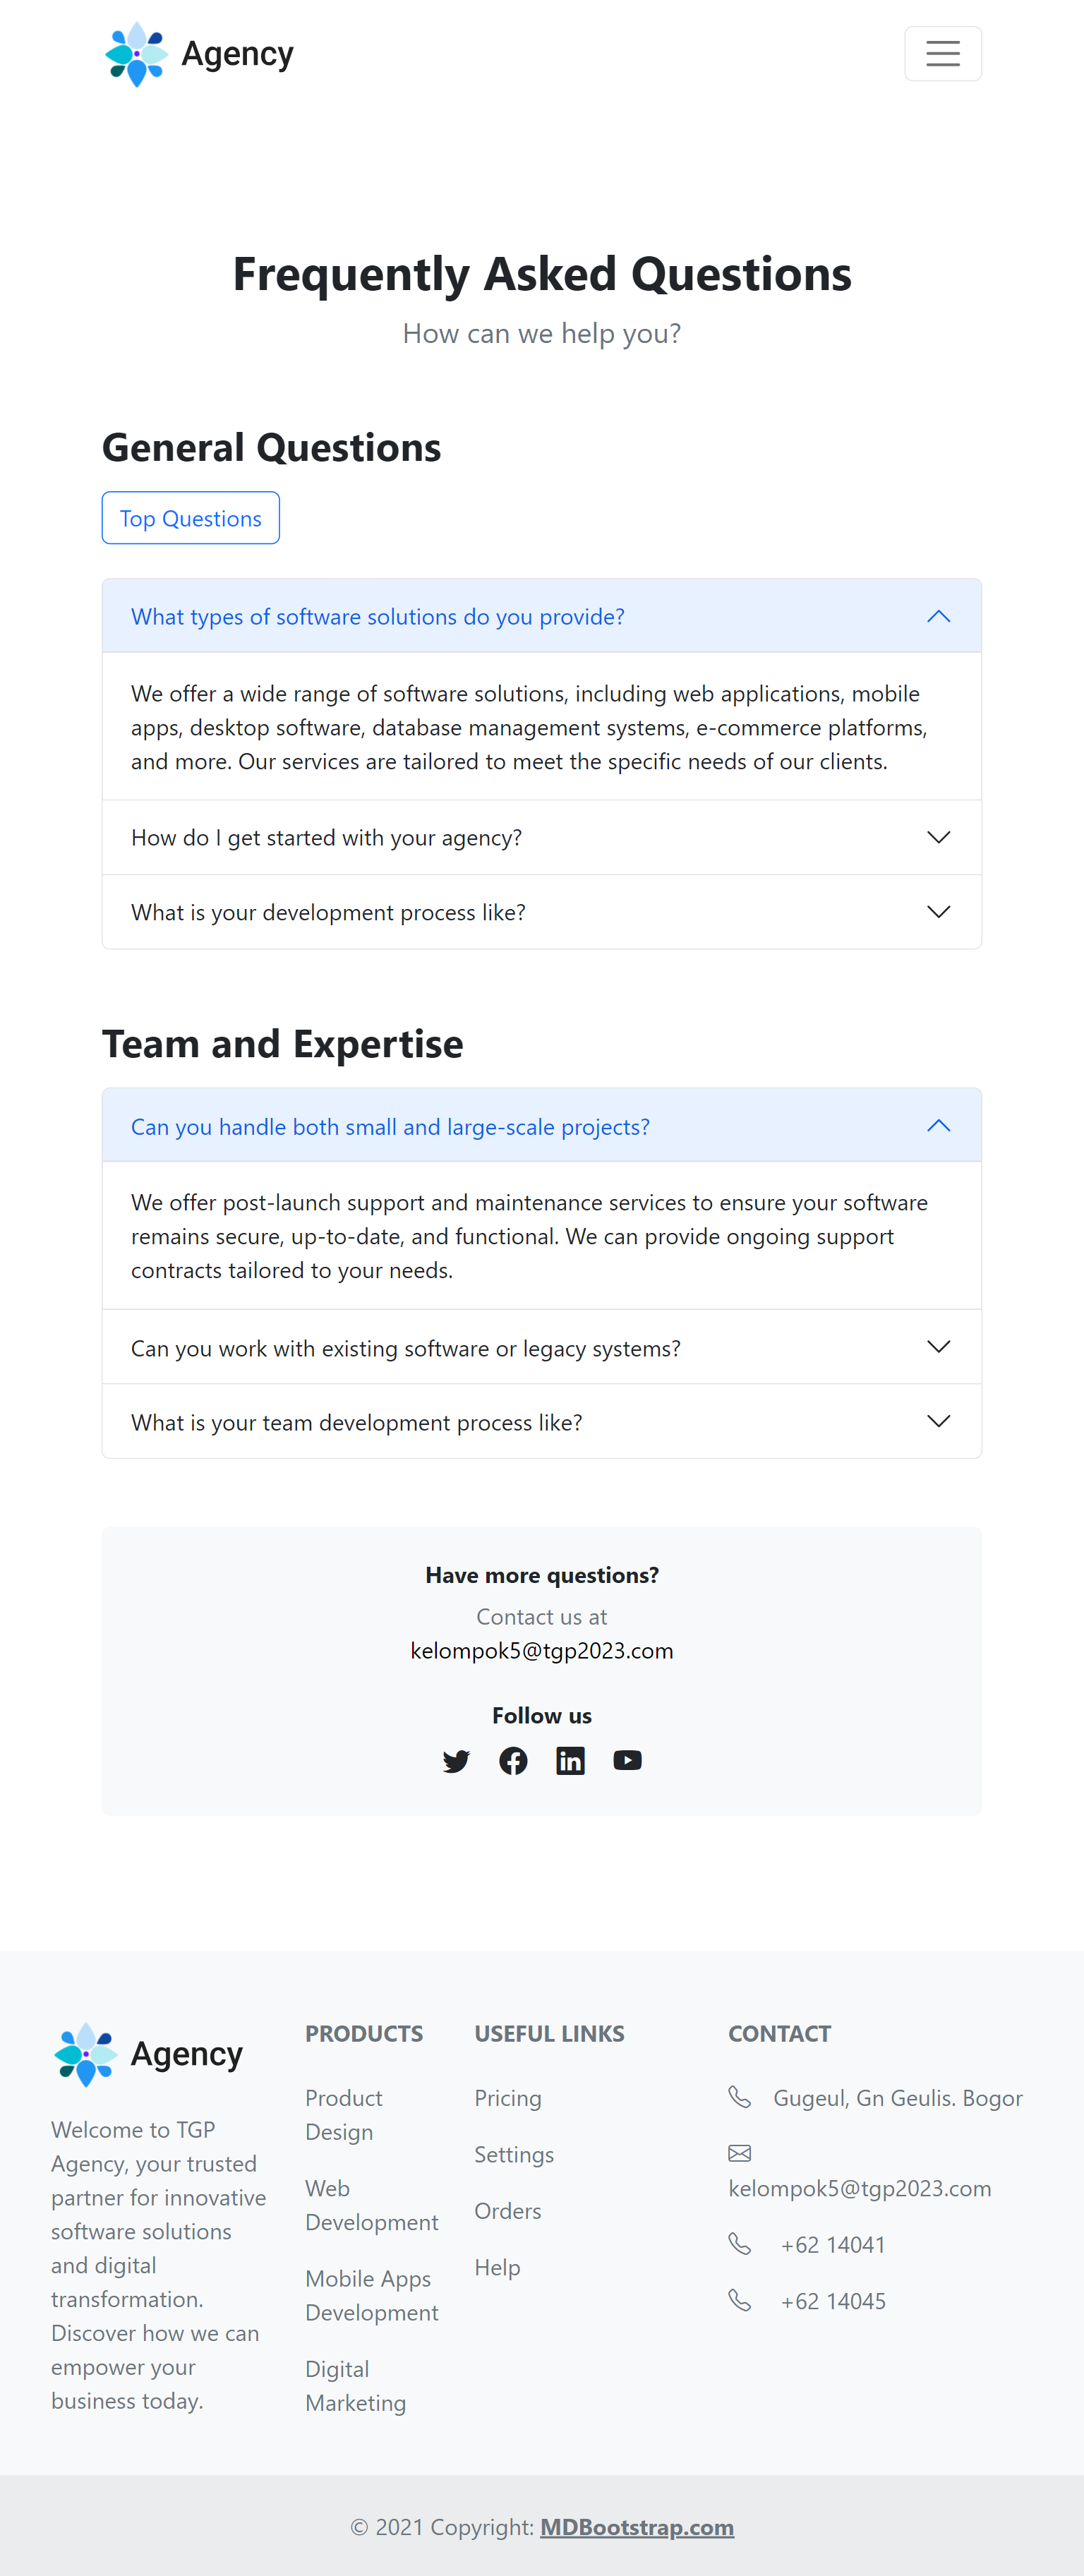 Agency
Frequently Asked Questions
How can we help you?
General Questions
Top Questions
What types of software solutions do you provide?
We offer a wide range of software solutions, including web applications, mobile
apps, desktop software, database management systems, e-commerce platforms,
and more. Our services are tailored to meet the specific needs of our clients.
How do I get started with your agency?
What is your development process like?
Team and Expertise
Can you handle both small and large-scale projects?
We offer post-launch support and maintenance services to ensure your software
remains secure, up-to-date, and functional. We can provide ongoing support
contracts tailored to your needs.
Can you work with existing software or legacy systems?
What is your team development process like?
Have more questions?
Contact us at
kelompok5@tgp2023.com
Follow us
Agency
Welcome to TGP
Agency, your trusted
partner for innovative
software solutions
and digital
transformation.
Discover how we can
empower your
business today.
PRODUCTS
Product
Design
Web
Development
Mobile Apps
Development
Digital
Marketing
USEFUL LINKS
Pricing
Settings
Orders
Help
CONTACT
Gugeul, Gn Geulis. Bogor
kelompok5@tgp2023.com
+62 14041
+62 14045
© 2021 Copyright: MDBootstrap.com